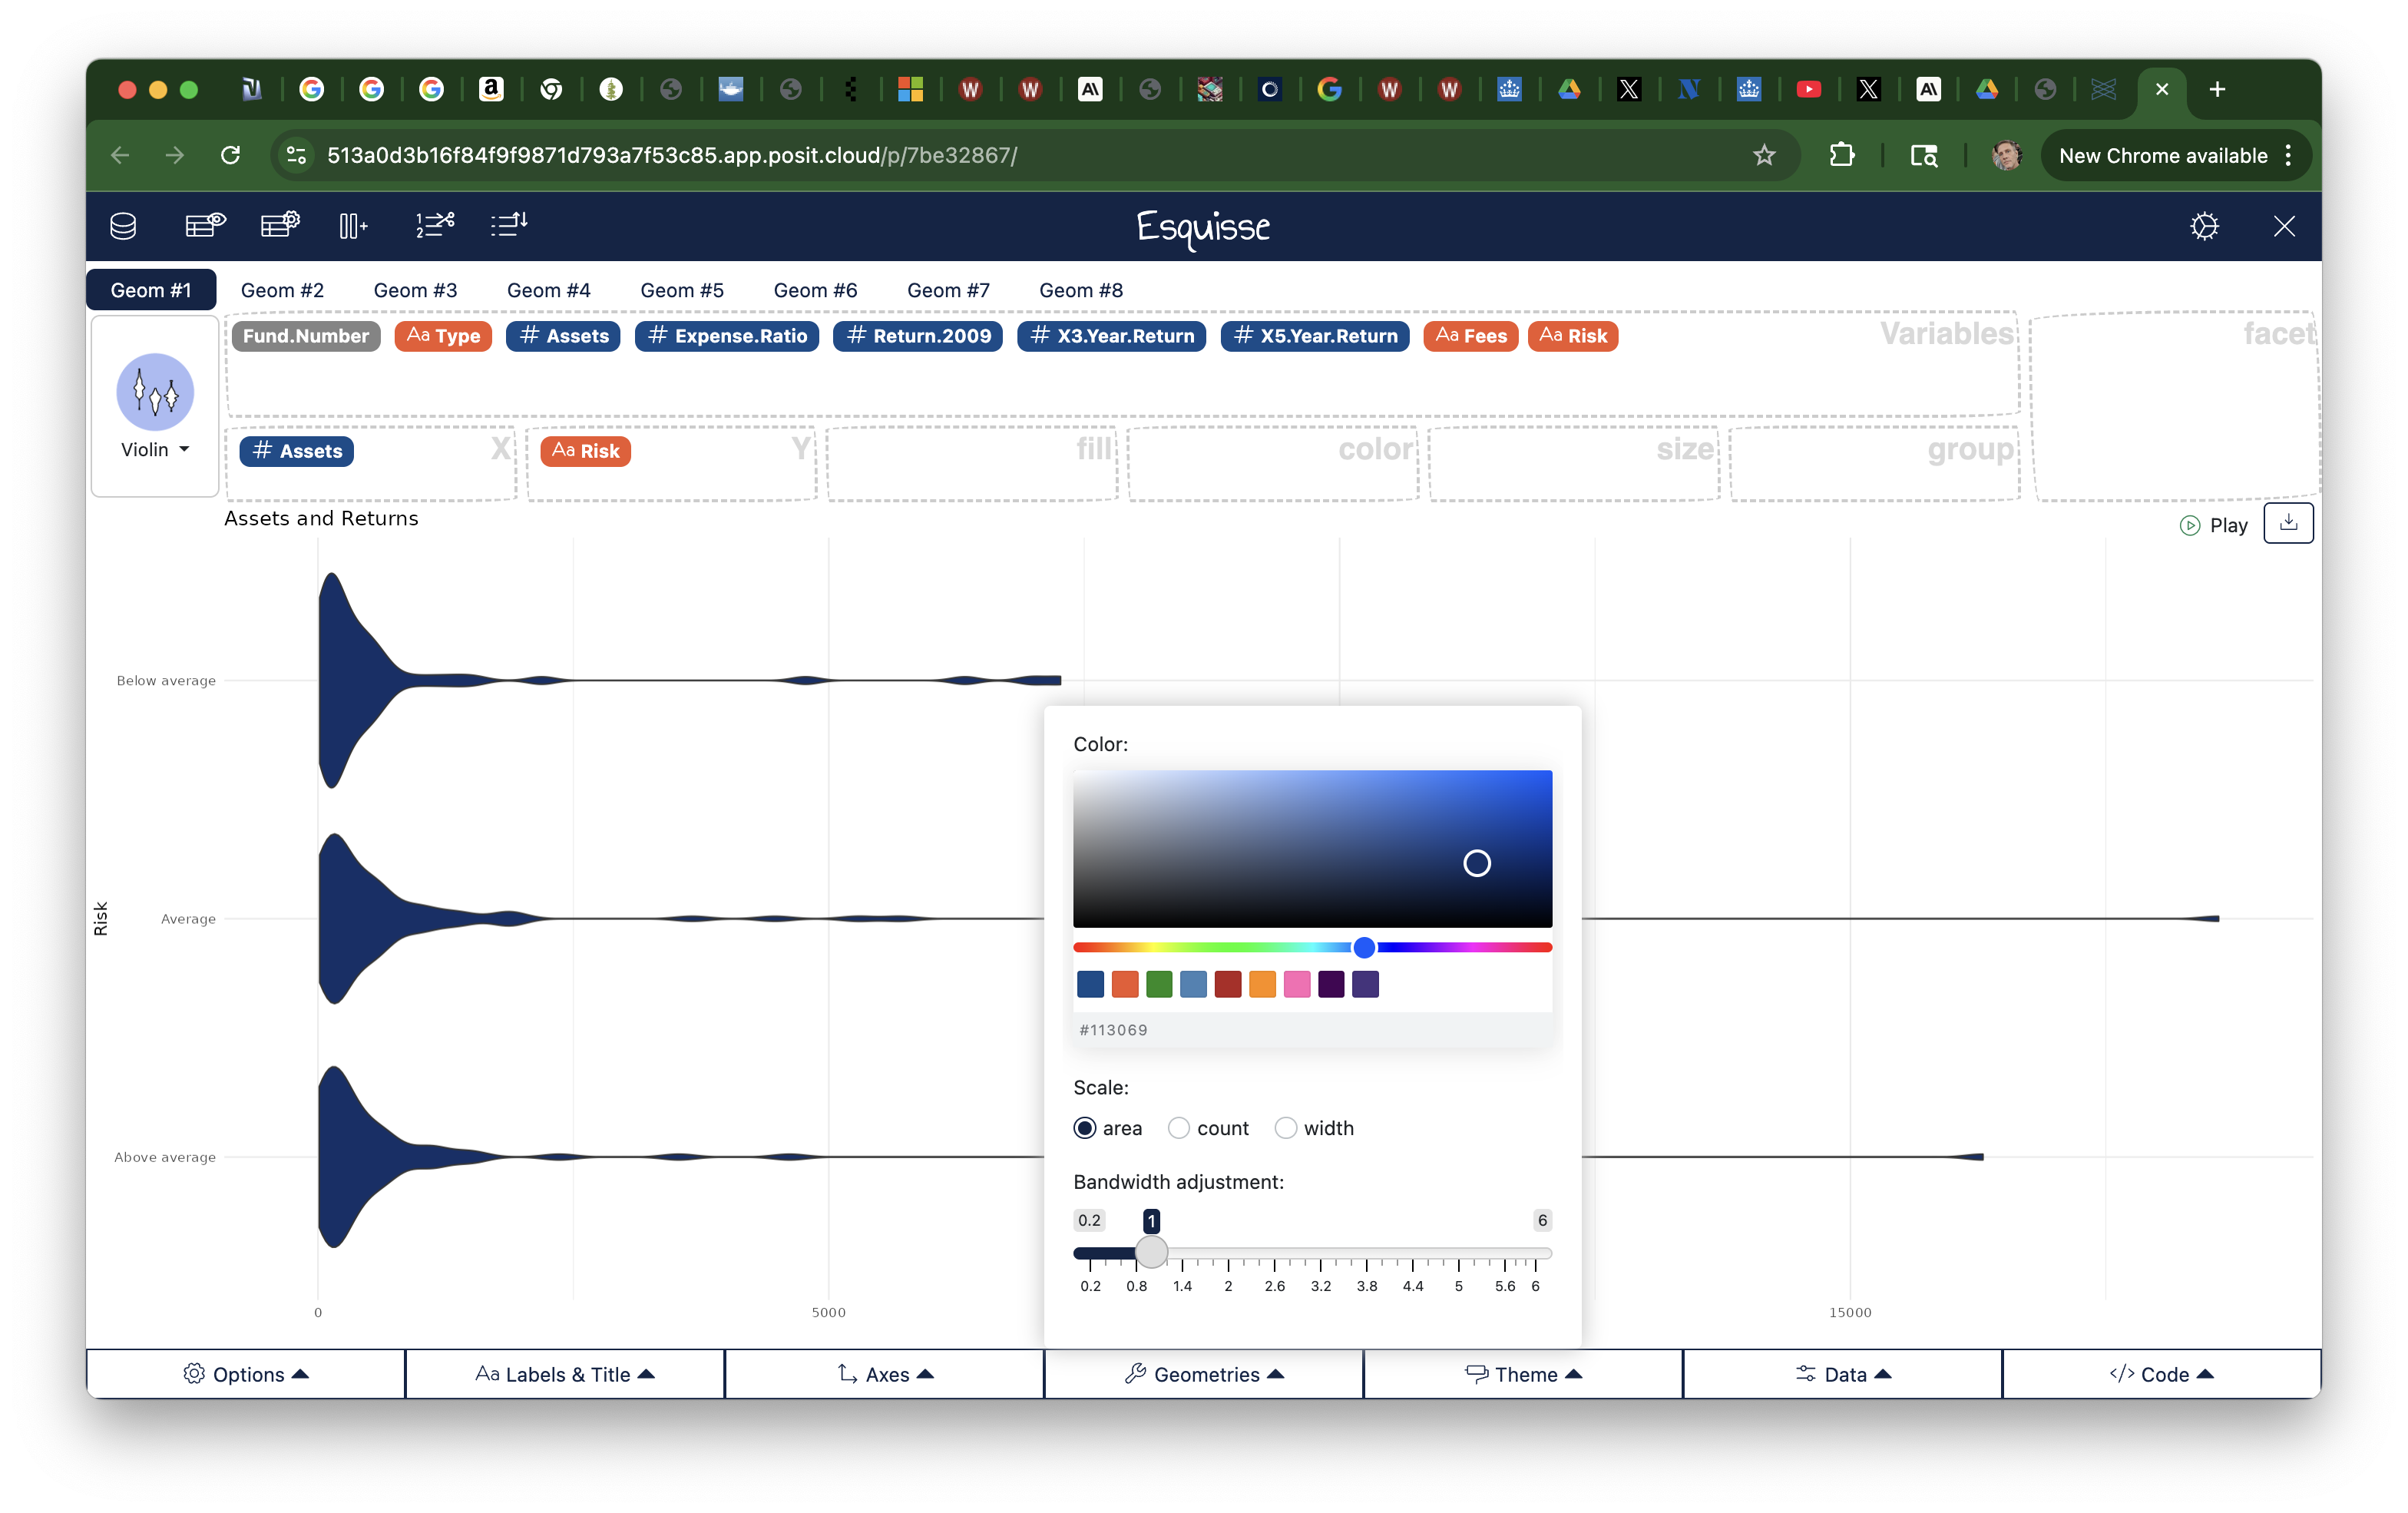 513a0d3b16f84f9f9871d793a7f53c85.app.posit.cloud/p/7be32867/
New Chrome available
Esquisse
Geom #1 Geom #2 Geom #3 Geom #4 Geom #5 Geom #6 Geom #7 Geom #8
Fund.Number Aa Type # Assets # Expense.Ratio # Return.2009 # X3.Year.Return # X5.Year.Return Aa Fees Aa Risk Variables facet
Violin
# Assets X Aa Risk Y fill color size group
Assets and Returns
Play
Below average
Average
Above average
Risk
0 5000 15000
Color:
#113069
Scale:
area count width
Bandwidth adjustment:
0.2 1 6
0.2 0.8 1.4 2 2.6 3.2 3.8 4.4 5 5.6 6
Options Aa Labels & Title Axes Geometries Theme Data </> Code